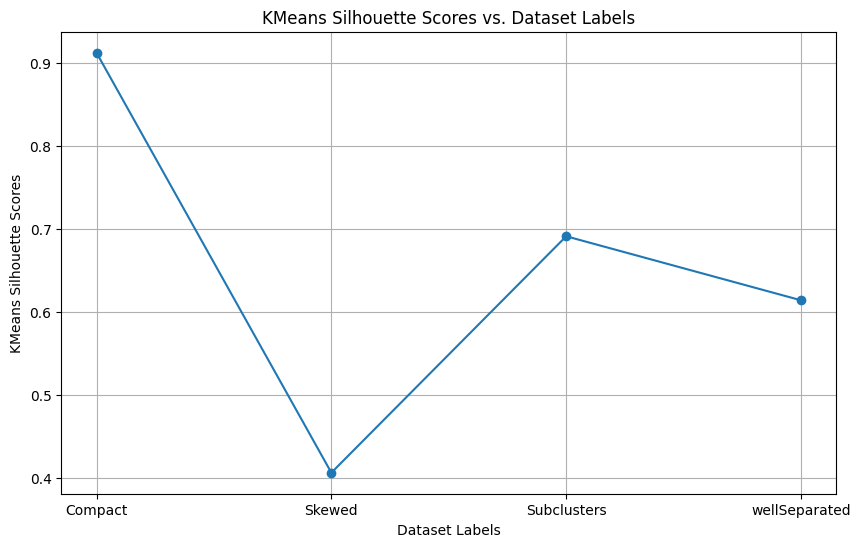 KMeans Silhouette Scores vs. Dataset Labels
KMeans Silhouette Scores
0.9
0.8
0.7
0.6
0.5
0.4
Compact Skewed Subclusters wellSeparated
Dataset Labels